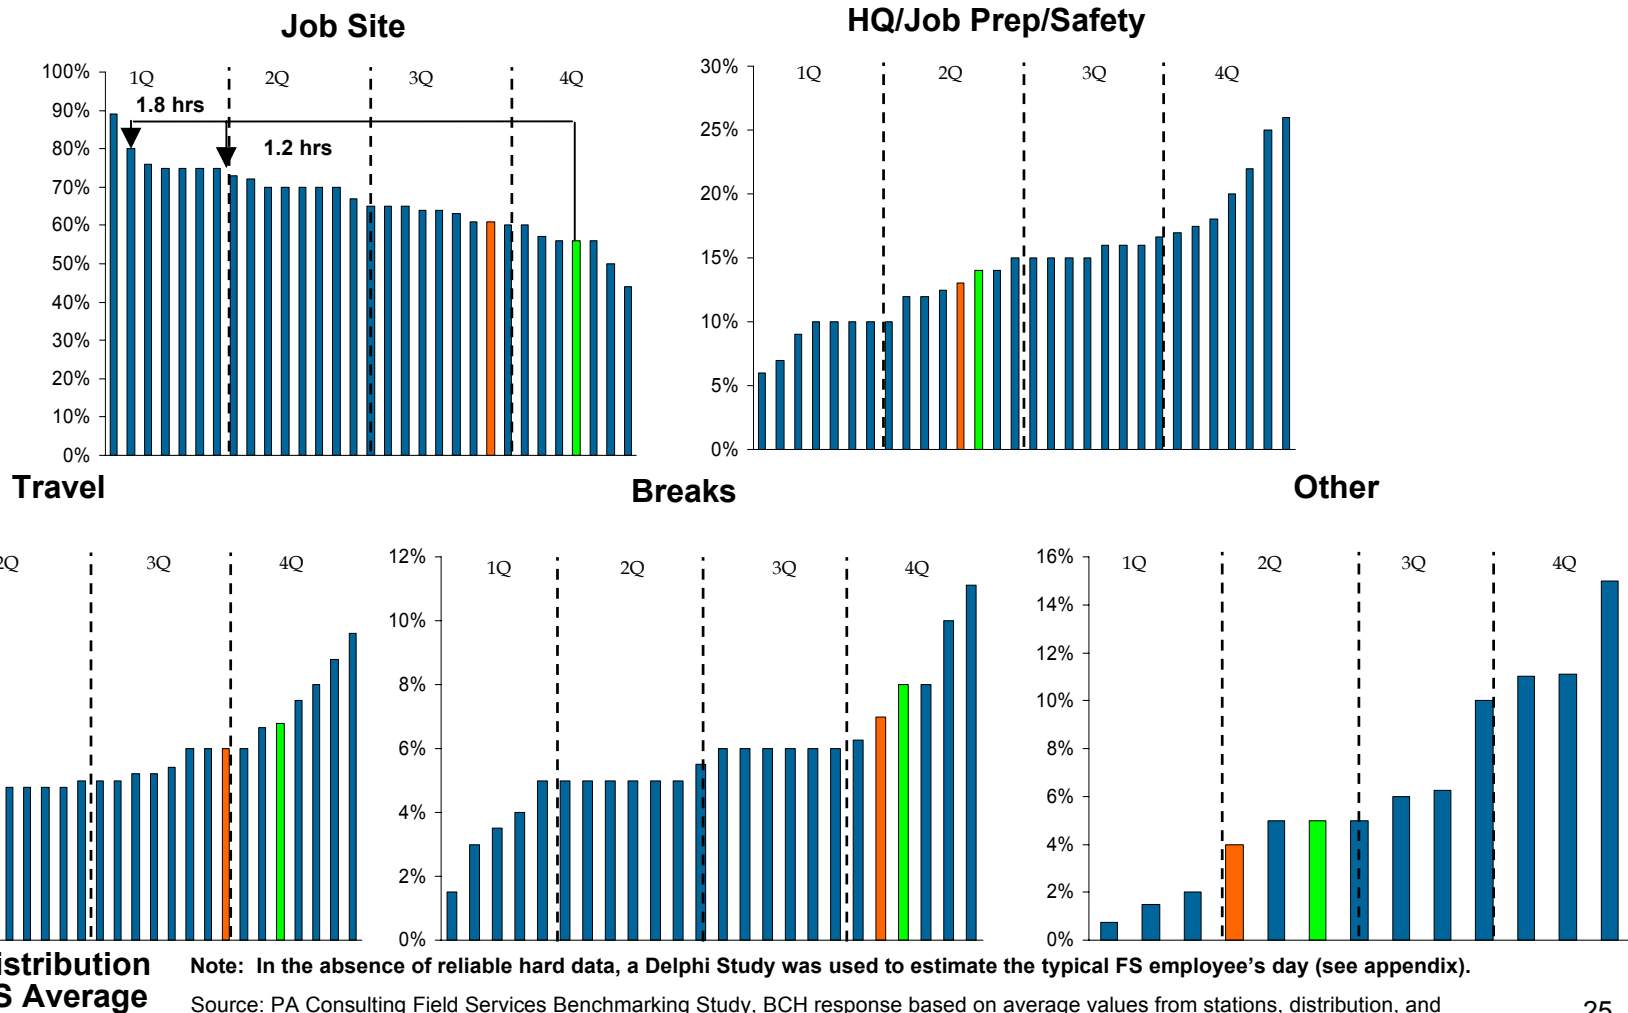 Job Site
HQ/Job Prep/Safety
100%
90%
80%
70%
60%
50%
40%
30%
20%
10%
0%
1Q
2Q
3Q
4Q
1.8 hrs
1.2 hrs
30%
25%
20%
15%
10%
5%
0%
1Q
2Q
3Q
4Q
Travel
Breaks
Other
2Q
3Q
4Q
12%
10%
8%
6%
4%
2%
0%
1Q
2Q
3Q
4Q
16%
14%
12%
10%
8%
6%
4%
2%
0%
1Q
2Q
3Q
4Q
istribution
S Average
Note: In the absence of reliable hard data, a Delphi Study was used to estimate the typical FS employee's day (see appendix).
Source: PA Consulting Field Services Benchmarking Study, BCH response based on average values from stations, distribution, and
25